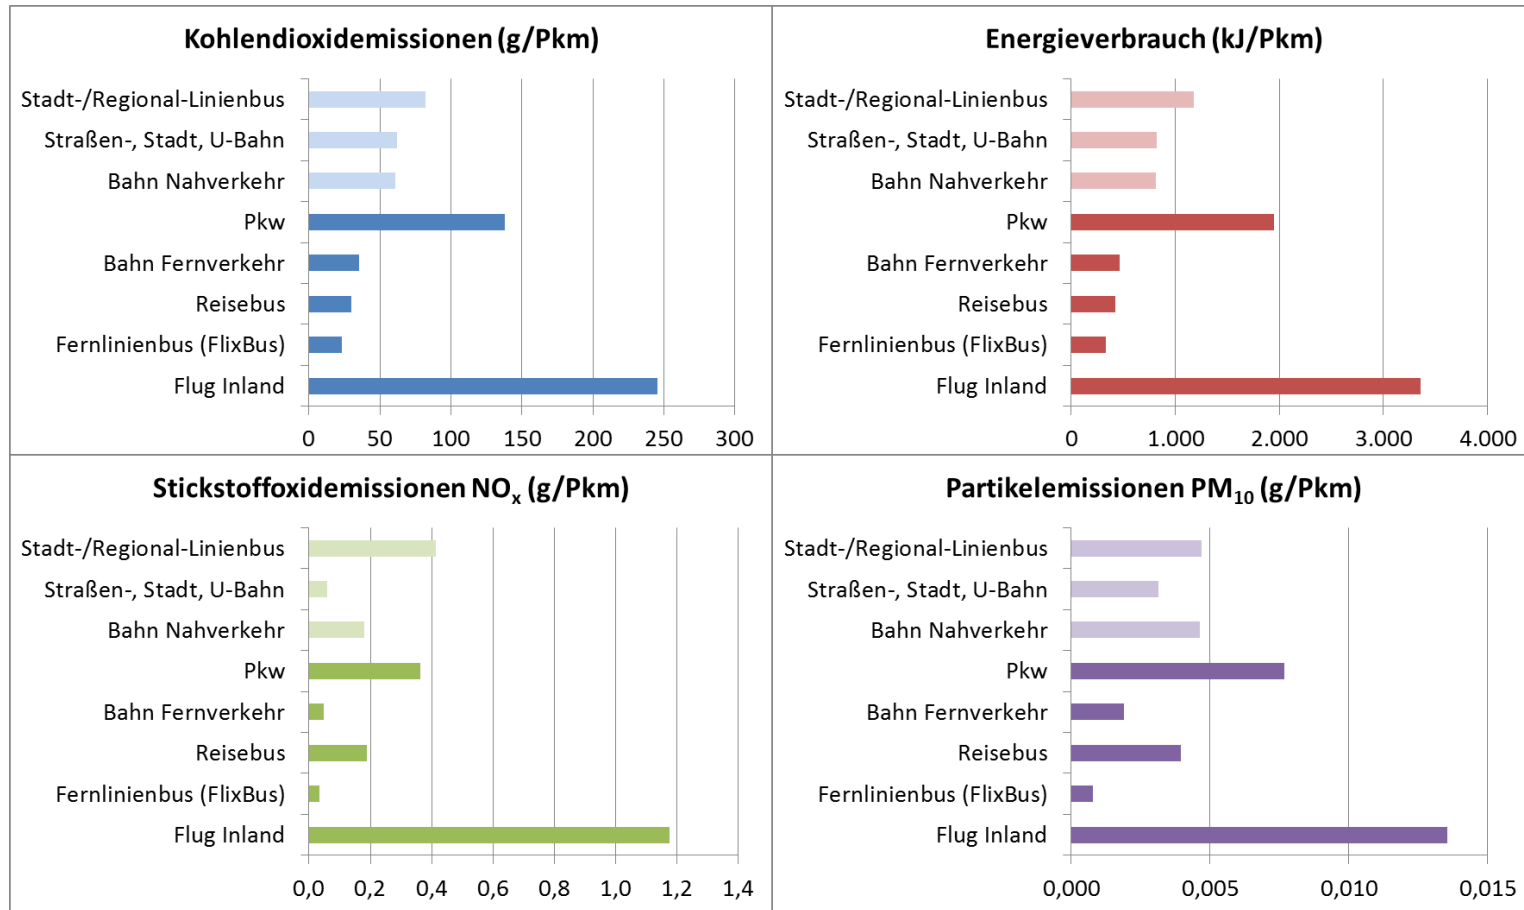 Kohlendioxidemissionen (g/Pkm)
Stadt-/Regional-Linienbus
Straßen-, Stadt, U-Bahn
Bahn Nahverkehr
Pkw
Bahn Fernverkehr
Reisebus
Fernlinienbus (FlixBus)
Flug Inland
0 50 100 150 200 250 300
Energieverbrauch (kJ/Pkm)
Stadt-/Regional-Linienbus
Straßen-, Stadt, U-Bahn
Bahn Nahverkehr
Pkw
Bahn Fernverkehr
Reisebus
Fernlinienbus (FlixBus)
Flug Inland
0 1.000 2.000 3.000 4.000
Stickstoffoxidemissionen NOx (g/Pkm)
Stadt-/Regional-Linienbus
Straßen-, Stadt, U-Bahn
Bahn Nahverkehr
Pkw
Bahn Fernverkehr
Reisebus
Fernlinienbus (FlixBus)
Flug Inland
0,0 0,2 0,4 0,6 0,8 1,0 1,2 1,4
Partikelemissionen PM10 (g/Pkm)
Stadt-/Regional-Linienbus
Straßen-, Stadt, U-Bahn
Bahn Nahverkehr
Pkw
Bahn Fernverkehr
Reisebus
Fernlinienbus (FlixBus)
Flug Inland
0,000 0,005 0,010 0,015